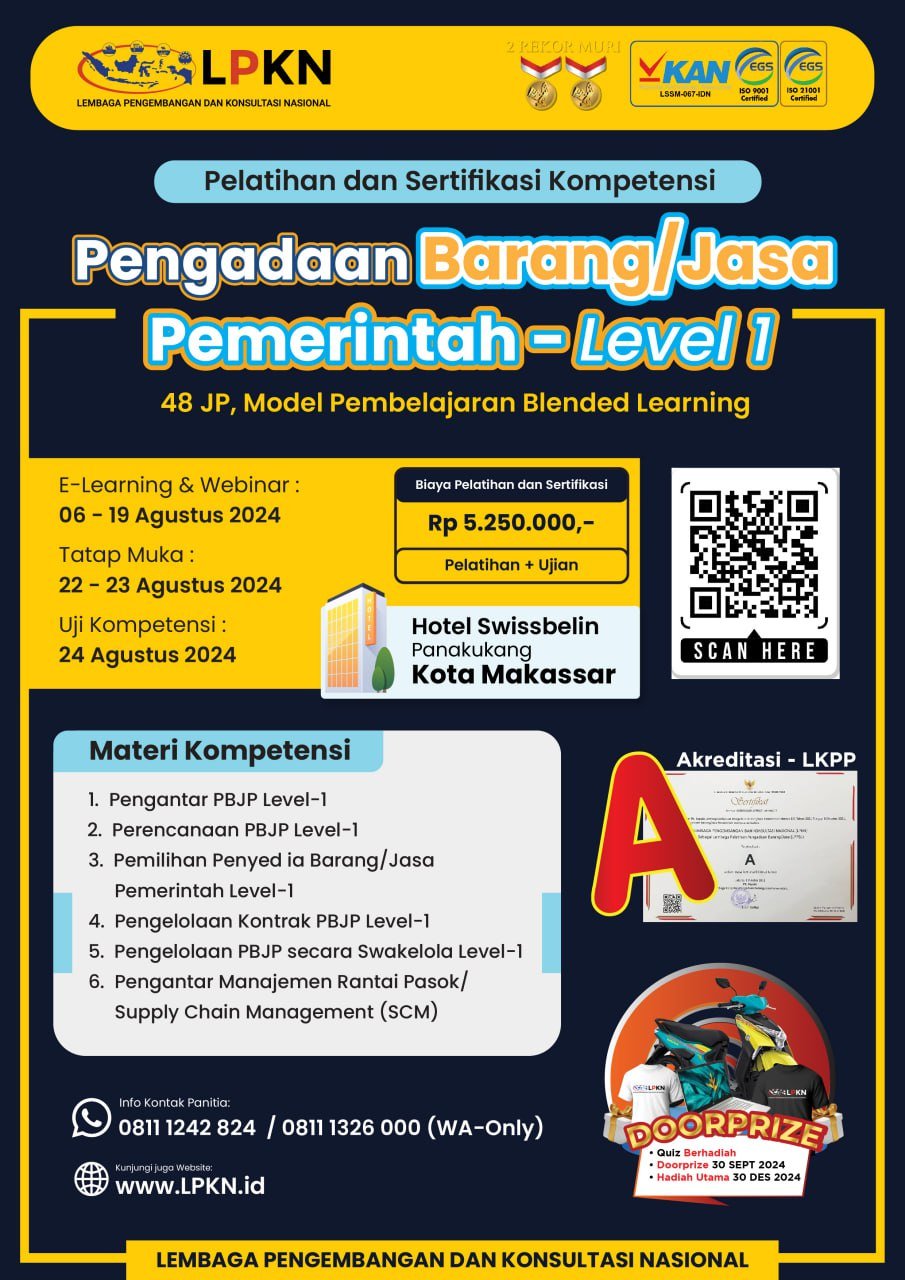 LPKN
LEMBAGA PENGEMBANGAN DAN KONSULTASI NASIONAL
2 REKOR MURI
KAN
LSSM-067-IDN
EGS
ISO 9001
Certified
EGS
ISO 21001
Certified
Pelatihan dan Sertifikasi Kompetensi
Pengadaan Barang/Jasa
Pemerintah - Level 1
48 JP, Model Pembelajaran Blended Learning
E-Learning & Webinar :
06 - 19 Agustus 2024
Tatap Muka :
22 - 23 Agustus 2024
Uji Kompetensi :
24 Agustus 2024
Biaya Pelatihan dan Sertifikasi
Rp 5.250.000,-
Pelatihan + Ujian
HOTEL
Hotel Swissbelin
Panakukang
Kota Makassar
SCAN HERE
Materi Kompetensi
1. Pengantar PBJP Level-1
2. Perencanaan PBJP Level-1
3. Pemilihan Penyed ia Barang/Jasa
Pemerintah Level-1
4. Pengelolaan Kontrak PBJP Level-1
5. Pengelolaan PBJP secara Swakelola Level-1
6. Pengantar Manajemen Rantai Pasok/
Supply Chain Management (SCM)
Akreditasi - LKPP
A
Sertifikat
A
LPKN
LPKN
DOORPRIZE
• Quiz Berhadiah
• Doorprize 30 SEPT 2024
• Hadiah Utama 30 DES 2024
Info Kontak Panitia:
0811 1242 824 / 0811 1326 000 (WA-Only)
Kunjungi juga Website:
www.LPKN.id
LEMBAGA PENGEMBANGAN DAN KONSULTASI NASIONAL